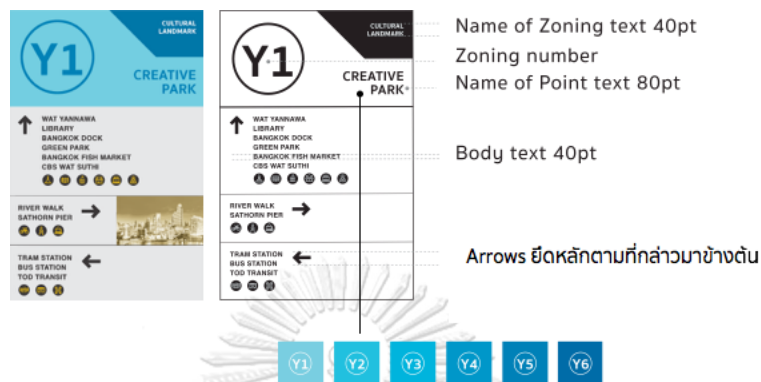 Y1
CULTURAL
LANDMARK
CREATIVE
PARK
WAT YANNAWA
LIBRARY
BANGKOK DOCK
GREEN PARK
BANGKOK FISH MARKET
CBS WAT SUTHI
RIVER WALK
SATHORN PIER
TRAM STATION
BUS STATION
TOD TRANSIT
Y1
CULTURAL
LANDMARK
CREATIVE
PARK
WAT YANNAWA
LIBRARY
BANGKOK DOCK
GREEN PARK
BANGKOK FISH MARKET
CBS WAT SUTHI
RIVER WALK
SATHORN PIER
TRAM STATION
BUS STATION
TOD TRANSIT
Name of Zoning text 40pt
Zoning number
Name of Point text 80pt
Body text 40pt
Arrows ยึดหลักตามที่กล่าวมาข้างต้น
Y1 Y2 Y3 Y4 Y5 Y6